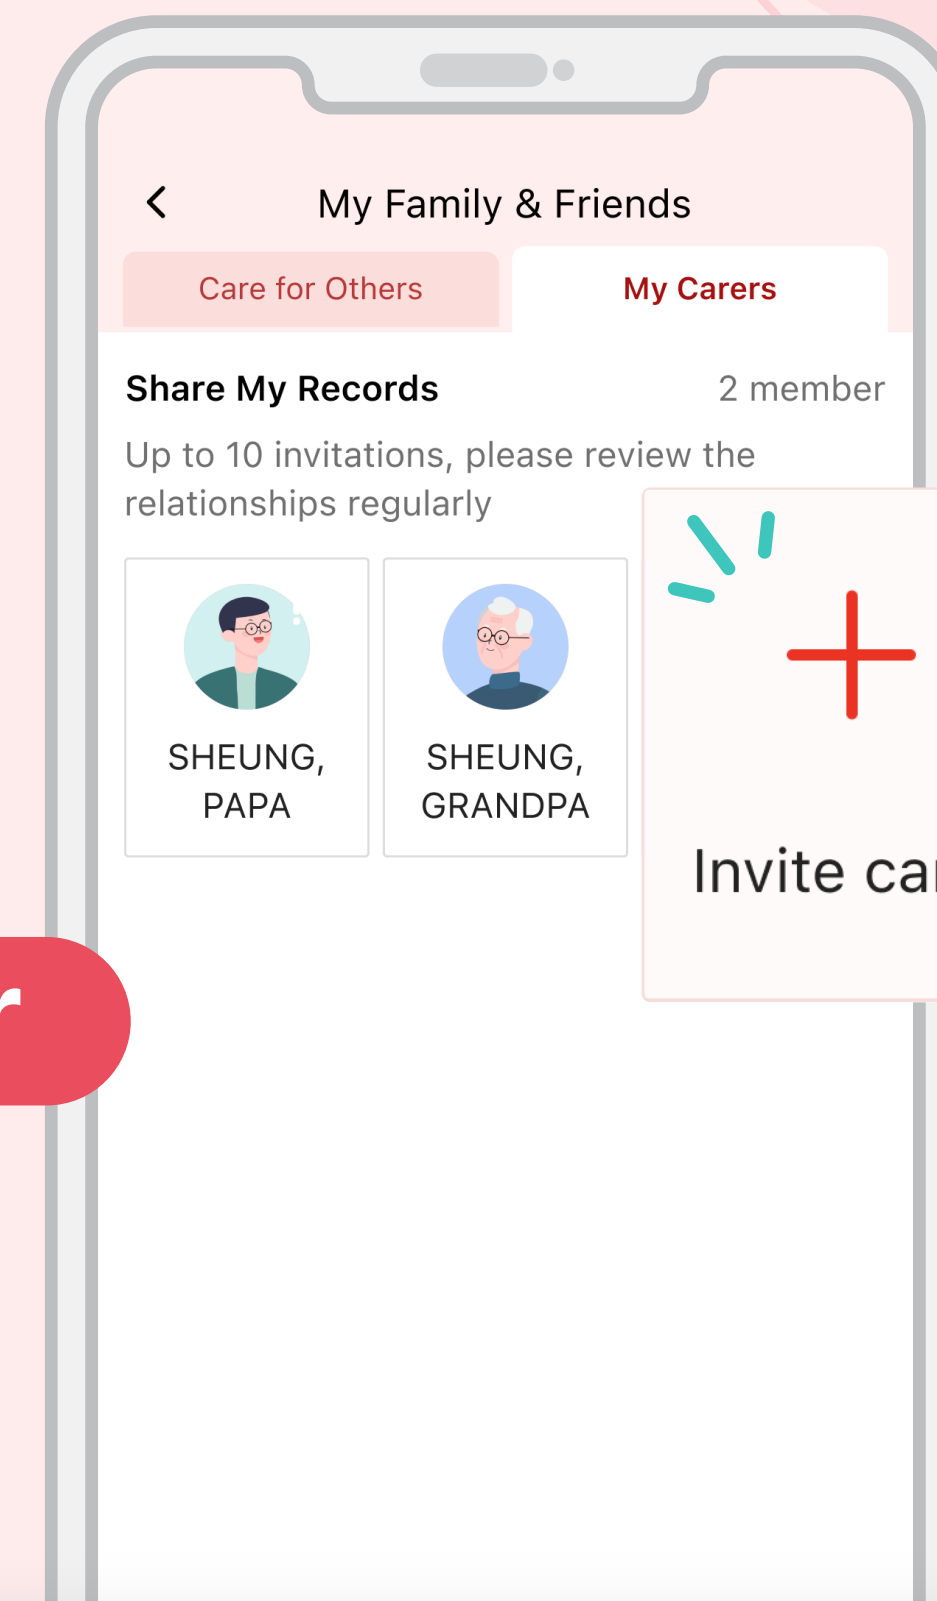 My Family & Friends
Care for Others
My Carers
Share My Records
2 member
Up to 10 invitations, please review the
relationships regularly
SHEUNG,
PAPA
SHEUNG,
GRANDPA
Invite
r